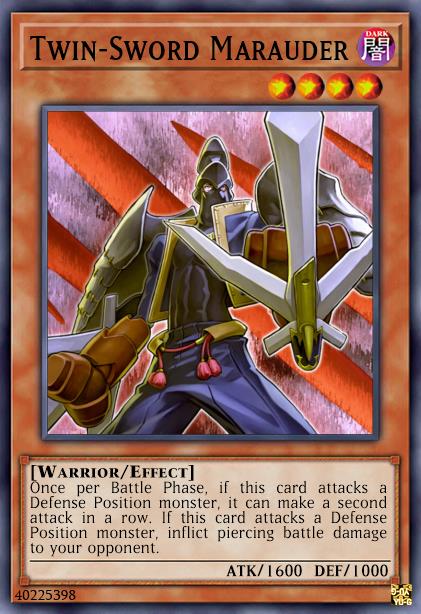 Twin-Sword Marauder
DARK
闇
[Warrior/Effect]
Once per Battle Phase, if this card attacks a
Defense Position monster, it can make a second
attack in a row. If this card attacks a Defense
Position monster, inflict piercing battle damage
to your opponent.
ATK/1600 DEF/1000
40225398